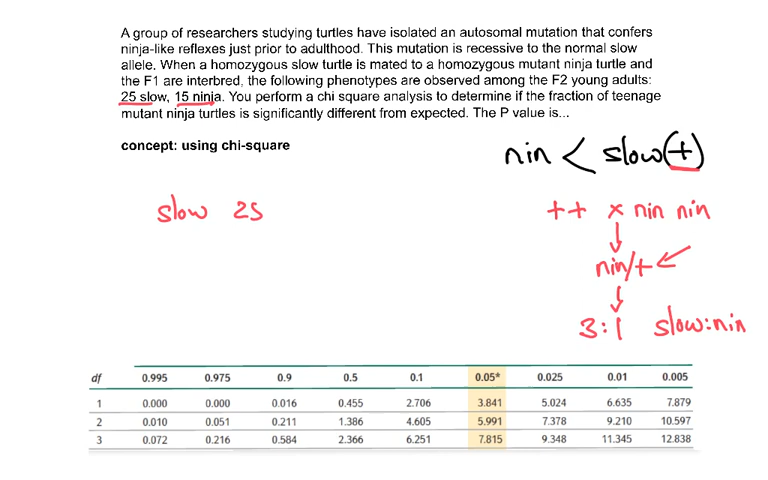 A group of researchers studying turtles have isolated an autosomal mutation that confers
ninja-like reflexes just prior to adulthood. This mutation is recessive to the normal slow
allele. When a homozygous slow turtle is mated to a homozygous mutant ninja turtle and
the F1 are interbred, the following phenotypes are observed among the F2 young adults:
25 slow, 15 ninja. You perform a chi square analysis to determine if the fraction of teenage
mutant ninja turtles is significantly different from expected. The P value is...
concept: using chi-square
nin < slow(+)
slow 25
++ x nin nin
nin/+
3:1 slow:nin
df 0.995 0.975 0.9 0.5 0.1 0.05* 0.025 0.01 0.005
1 0.000 0.000 0.016 0.455 2.706 3.841 5.024 6.635 7.879
2 0.010 0.051 0.211 1.386 4.605 5.991 7.378 9.210 10.597
3 0.072 0.216 0.584 2.366 6.251 7.815 9.348 11.345 12.838